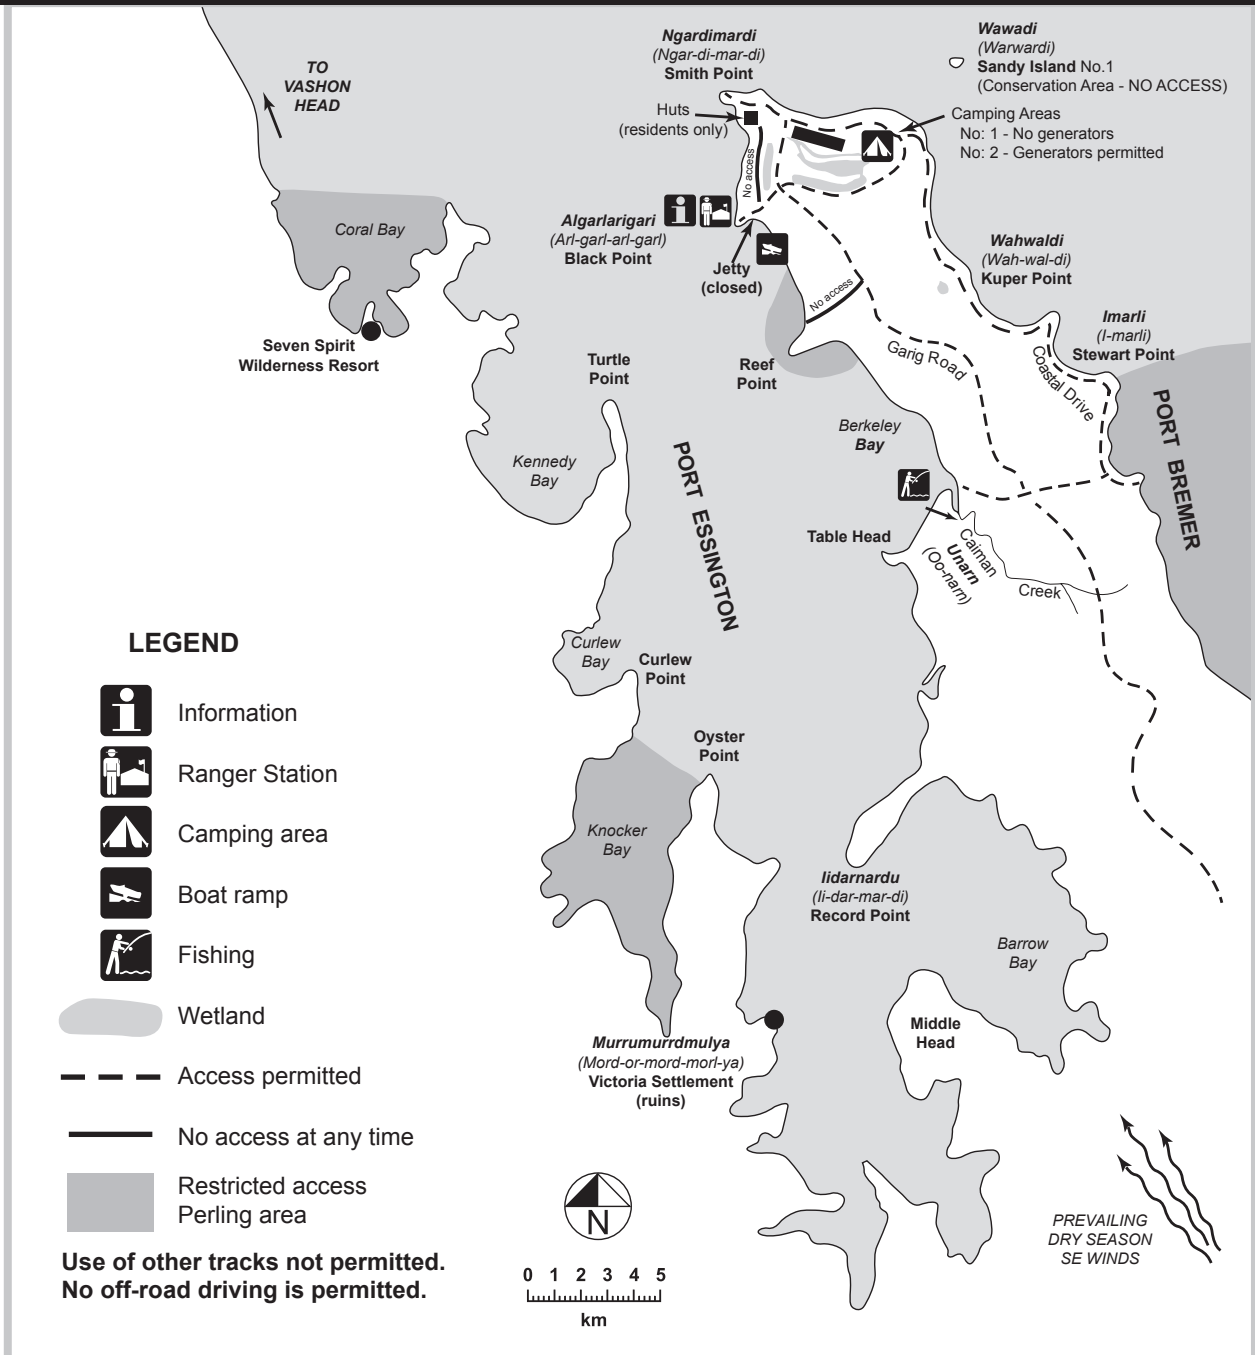 TO
VASHON
HEAD
Ngardimardi
(Ngar-di-mar-di)
Smith Point
Wawadi
(Warwardi)
Sandy Island No.1
(Conservation Area - NO ACCESS)
Huts
(residents only)
Camping Areas
No: 1 - No generators
No: 2 - Generators permitted
No access
Coral Bay
Algarlarigari
(Arl-garl-arl-garl)
Black Point
Jetty
(closed)
No access
Wahwaldi
(Wah-wal-di)
Kuper Point
Imarli
(I-marli)
Stewart Point
Seven Spirit
Wilderness Resort
Turtle
Point
Reef
Point
Garig Road
Coastal Drive
PORT BREMER
Berkeley
Bay
Kennedy
Bay
PORT ESSINGTON
Table Head
Caiman
Unarn
(Oo-narn)
Creek
Curlew
Bay
Curlew
Point
Oyster
Point
Knocker
Bay
Iidarnardu
(Ii-dar-mar-di)
Record Point
Barrow
Bay
Middle
Head
Murrumurrdmulya
(Mord-or-mord-morl-ya)
Victoria Settlement
(ruins)
LEGEND
Information
Ranger Station
Camping area
Boat ramp
Fishing
Wetland
Access permitted
No access at any time
Restricted access
Perling area
Use of other tracks not permitted.
No off-road driving is permitted.
N
0 1 2 3 4 5
km
PREVAILING
DRY SEASON
SE WINDS